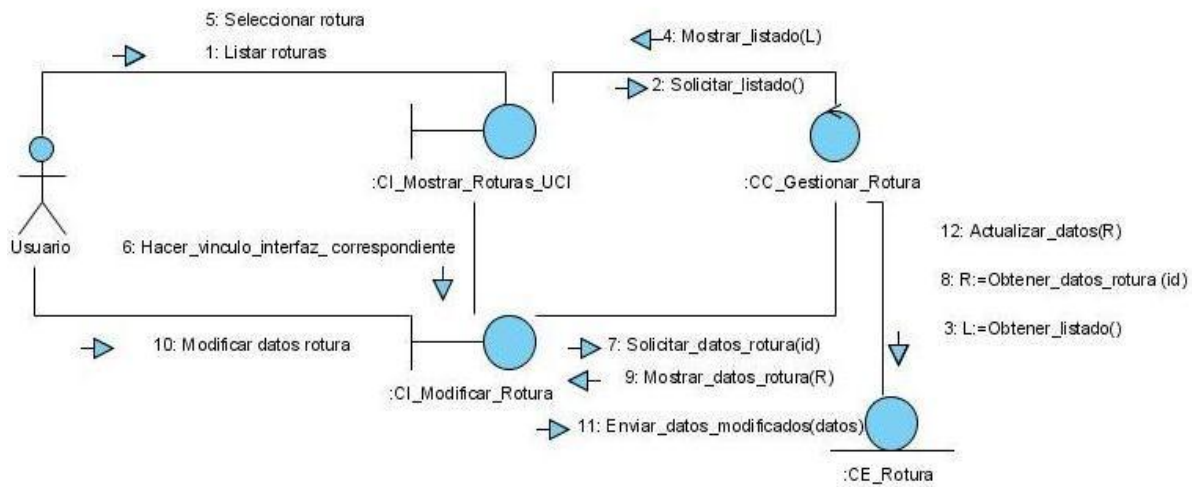 5: Seleccionar rotura
1: Listar roturas
4: Mostrar_listado(L)
2: Solicitar_listado()
:CI_Mostrar_Roturas_UCI
:CC_Gestionar_Rotura
Usuario
6: Hacer_vinculo_interfaz_ correspondiente
12: Actualizar_datos(R)
8: R:=Obtener_datos_rotura (id)
3: L:=Obtener_listado()
10: Modificar datos rotura
7: Solicitar_datos_rotura(id)
9: Mostrar_datos_rotura(R)
:CI_Modificar_Rotura
11: Enviar_datos_modificados(datos)
:CE_Rotura